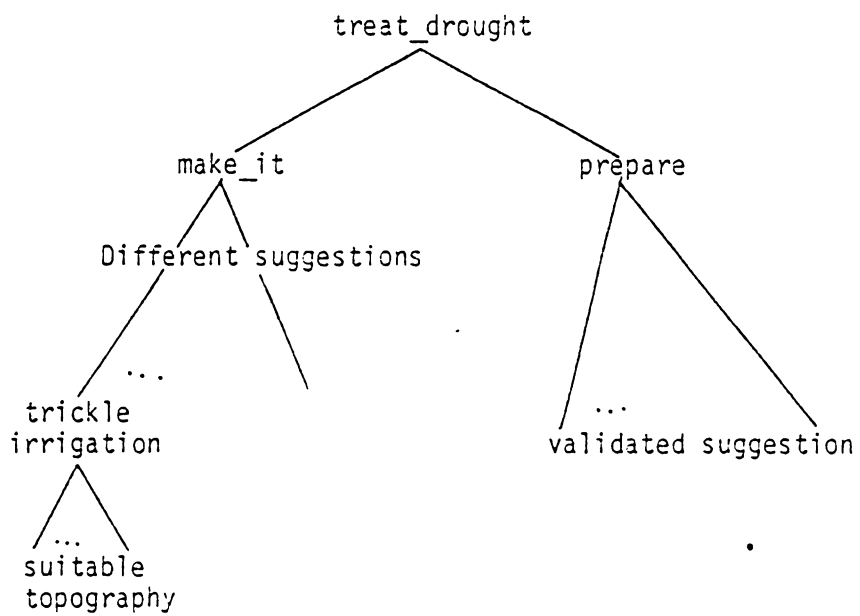 treat_drought
make_it prepare
Different suggestions
...
trickle
irrigation
...
validated suggestion
...
suitable
topography